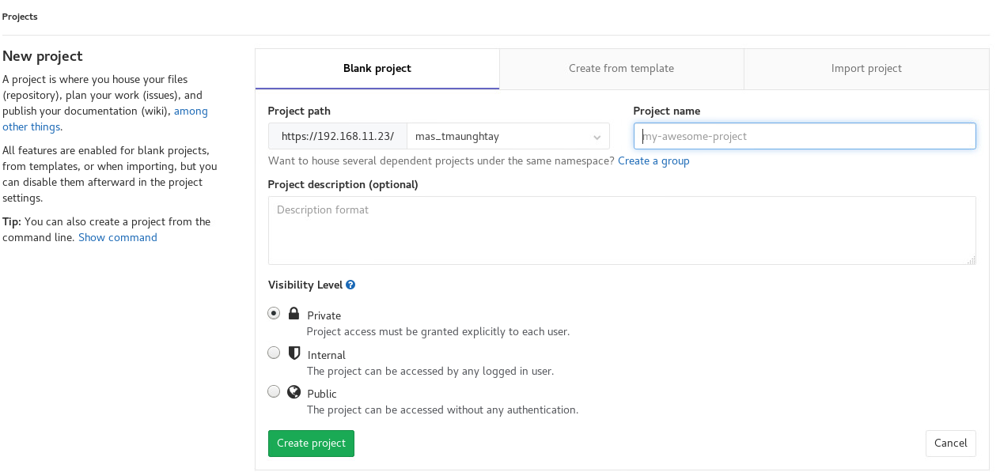 Projects
New project
A project is where you house your files
(repository), plan your work (issues), and
publish your documentation (wiki), among
other things.
All features are enabled for blank projects,
from templates, or when importing, but you
can disable them afterward in the project
settings.
Tip: You can also create a project from the
command line. Show command
Blank project
Create from template
Import project
Project path
Project name
https://192.168.11.23/
mas_tmaunghtay
my-awesome-project
Want to house several dependent projects under the same namespace? Create a group
Project description (optional)
Description format
Visibility Level ?
Private
Project access must be granted explicitly to each user.
Internal
The project can be accessed by any logged in user.
Public
The project can be accessed without any authentication.
Create project
Cancel